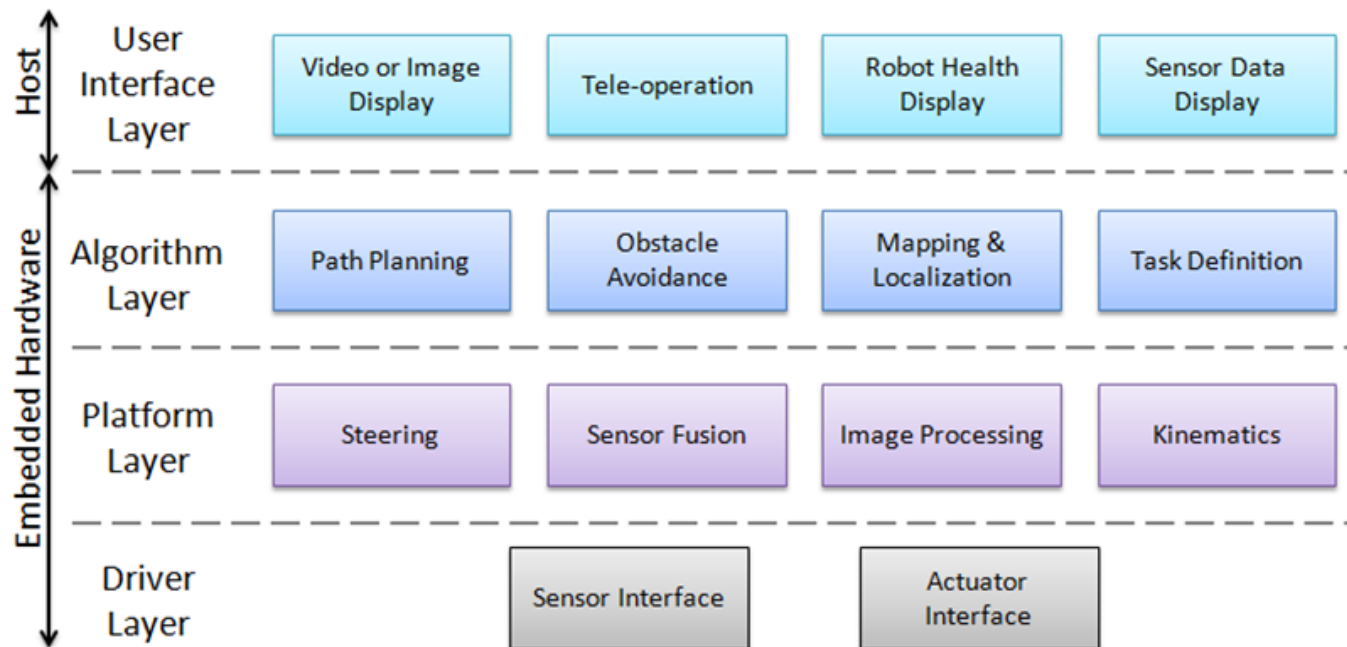 Host
User
Interface
Layer
Video or Image
Display
Tele-operation
Robot Health
Display
Sensor Data
Display
Embedded Hardware
Algorithm
Layer
Path Planning
Obstacle
Avoidance
Mapping &
Localization
Task Definition
Platform
Layer
Steering
Sensor Fusion
Image Processing
Kinematics
Driver
Layer
Sensor Interface
Actuator
Interface